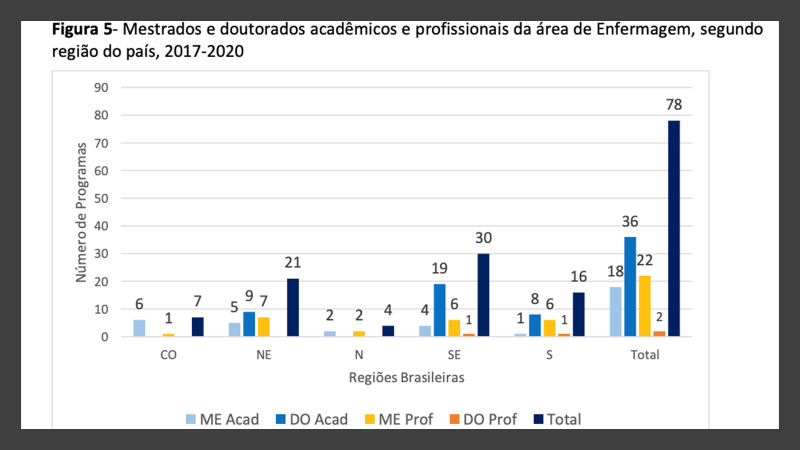 Figura 5- Mestrados e doutorados acadêmicos e profissionais da área de Enfermagem, segundo
região do país, 2017-2020
Número de Programas
90
80
70
60
50
40
30
20
10
0
6 1 7
5 9 7 21
2 2 4
4 19 6 1 30
1 8 6 1 16
18 36 22 2 78
CO NE N SE S Total
Regiões Brasileiras
ME Acad DO Acad ME Prof DO Prof Total